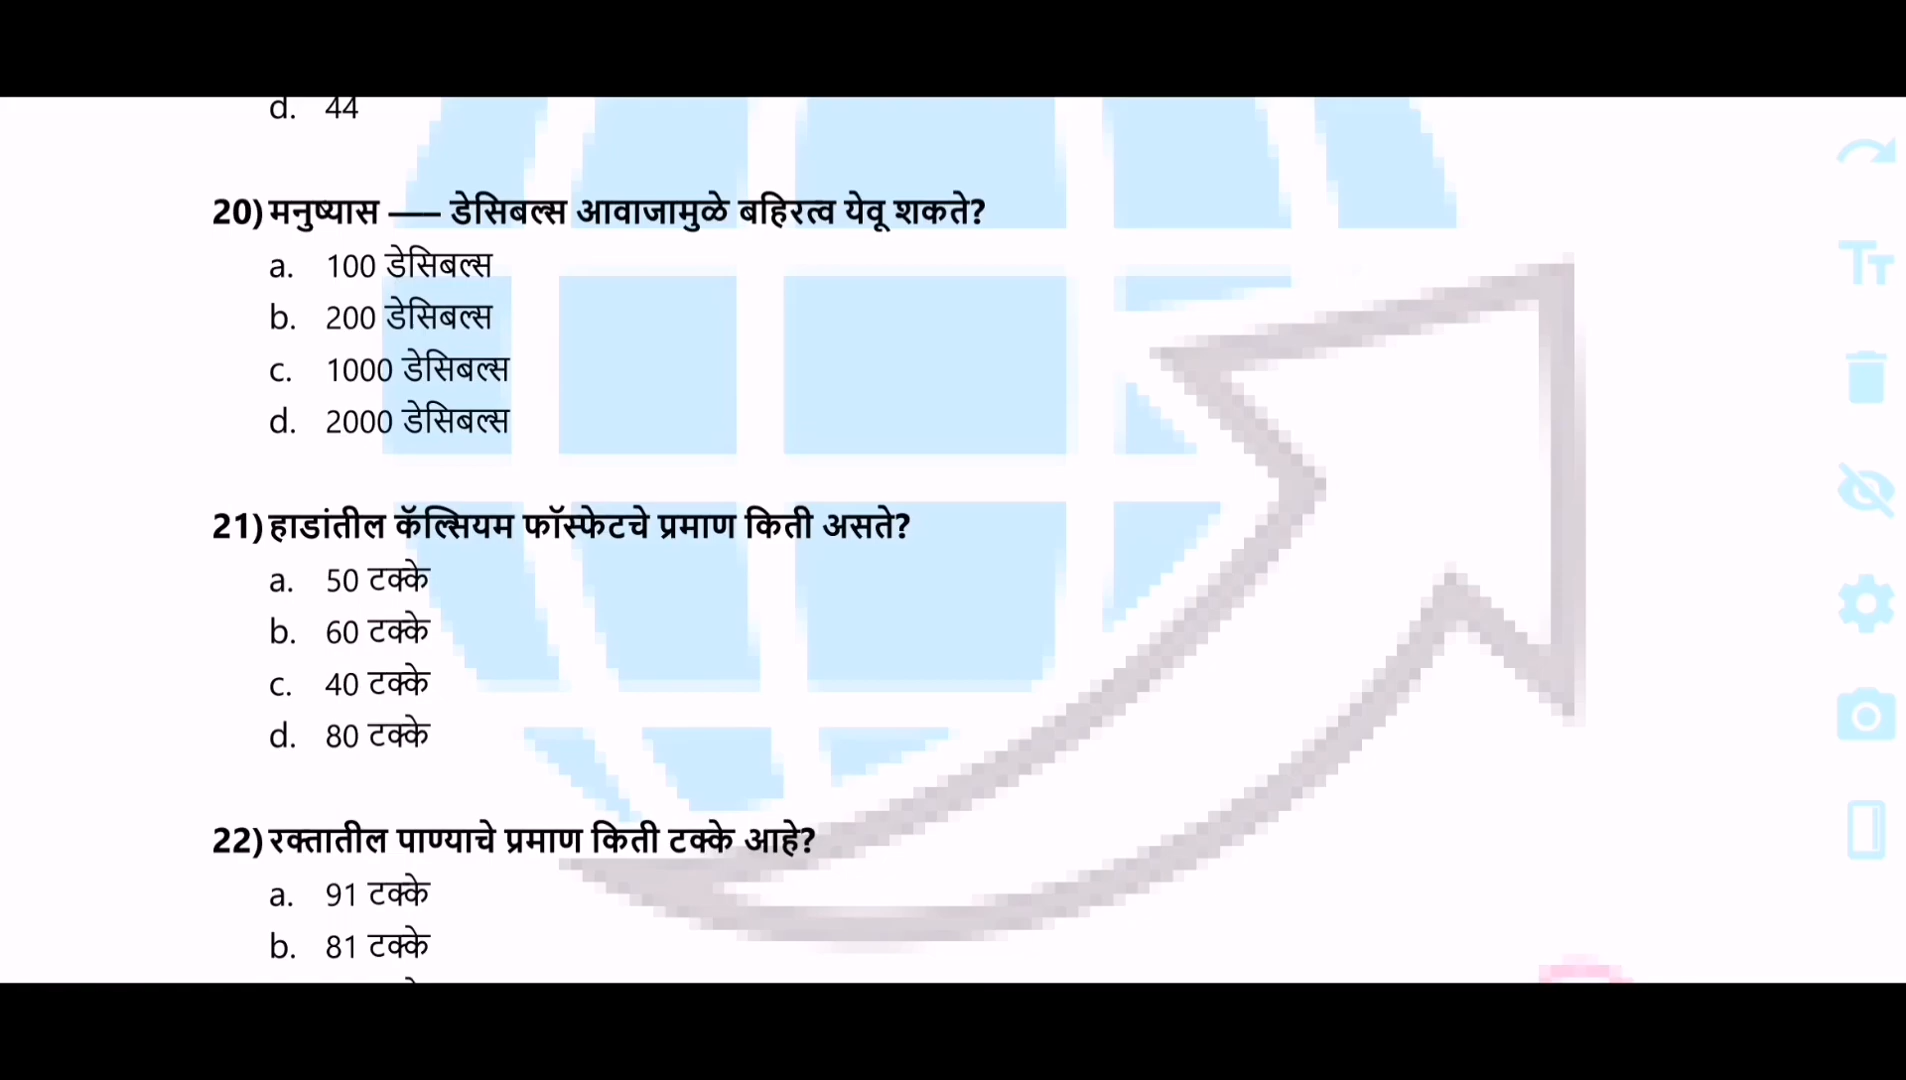 d. 44
20) मनुष्यास —— डेसिबल्स आवाजामुळे बहिरत्व येवू शकते?
a. 100 डेसिबल्स
b. 200 डेसिबल्स
c. 1000 डेसिबल्स
d. 2000 डेसिबल्स
21) हाडांतील कॅल्सियम फॉस्फेटचे प्रमाण किती असते?
a. 50 टक्के
b. 60 टक्के
c. 40 टक्के
d. 80 टक्के
22) रक्तातील पाण्याचे प्रमाण किती टक्के आहे?
a. 91 टक्के
b. 81 टक्के